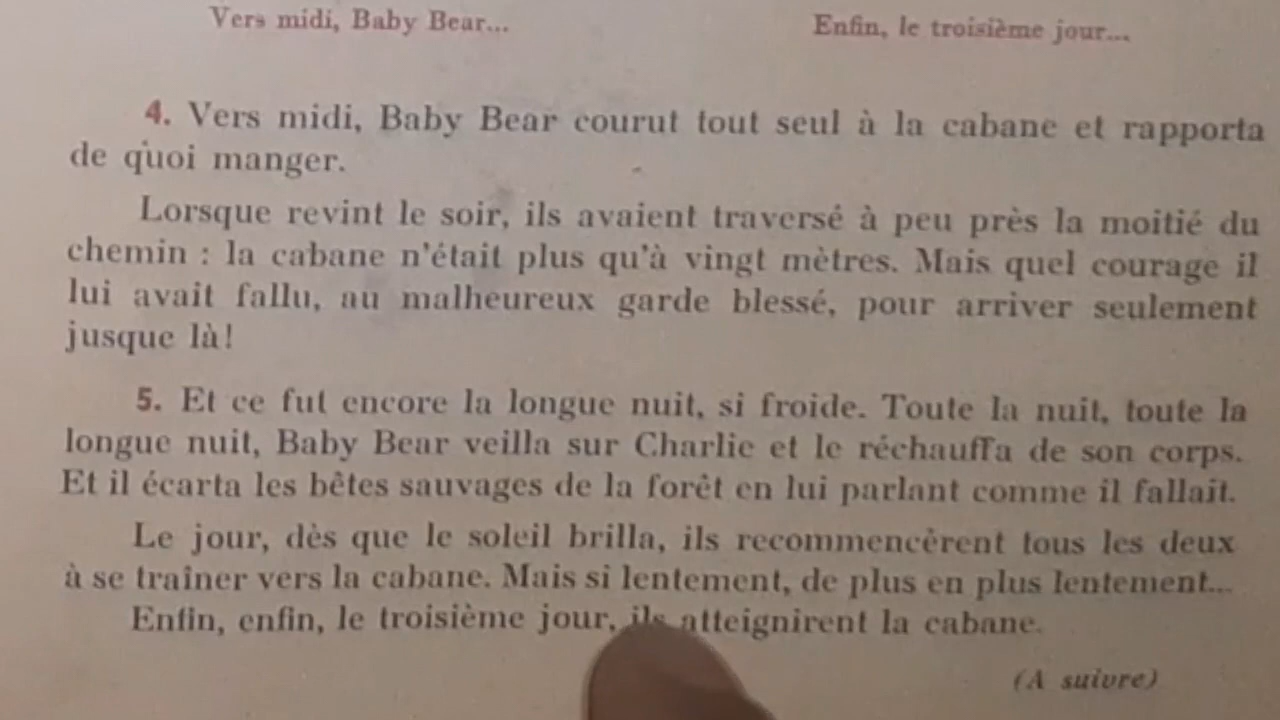 Vers midi, Baby Bear...
Enfin, le troisième jour...
4. Vers midi, Baby Bear courut tout seul à la cabane et rapporta
de quoi manger.
Lorsque revint le soir, ils avaient traversé à peu près la moitié du
chemin : la cabane n'était plus qu'à vingt mètres. Mais quel courage il
lui avait fallu, au malheureux garde blessé, pour arriver seulement
jusque là!
5. Et ce fut encore la longue nuit, si froide. Toute la nuit, toute la
longue nuit, Baby Bear veilla sur Charlie et le réchauffa de son corps.
Et il écarta les bêtes sauvages de la forêt en lui parlant comme il fallait.
Le jour, dès que le soleil brilla, ils recommencèrent tous les deux
à se traîner vers la cabane. Mais si lentement, de plus en plus lentement...
Enfin, enfin, le troisième jour, ils atteignirent la cabane.
(A suivre)